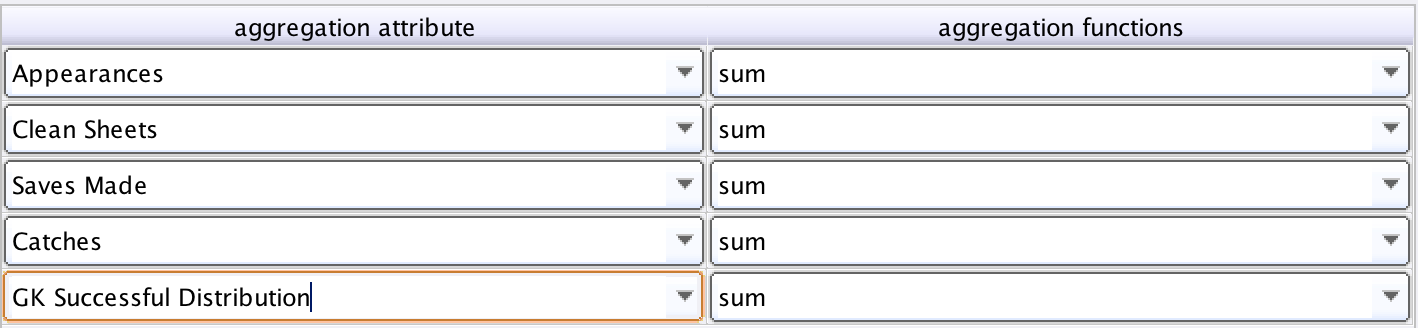 aggregation attribute aggregation functions
Appearances sum
Clean Sheets sum
Saves Made sum
Catches sum
GK Successful Distribution sum